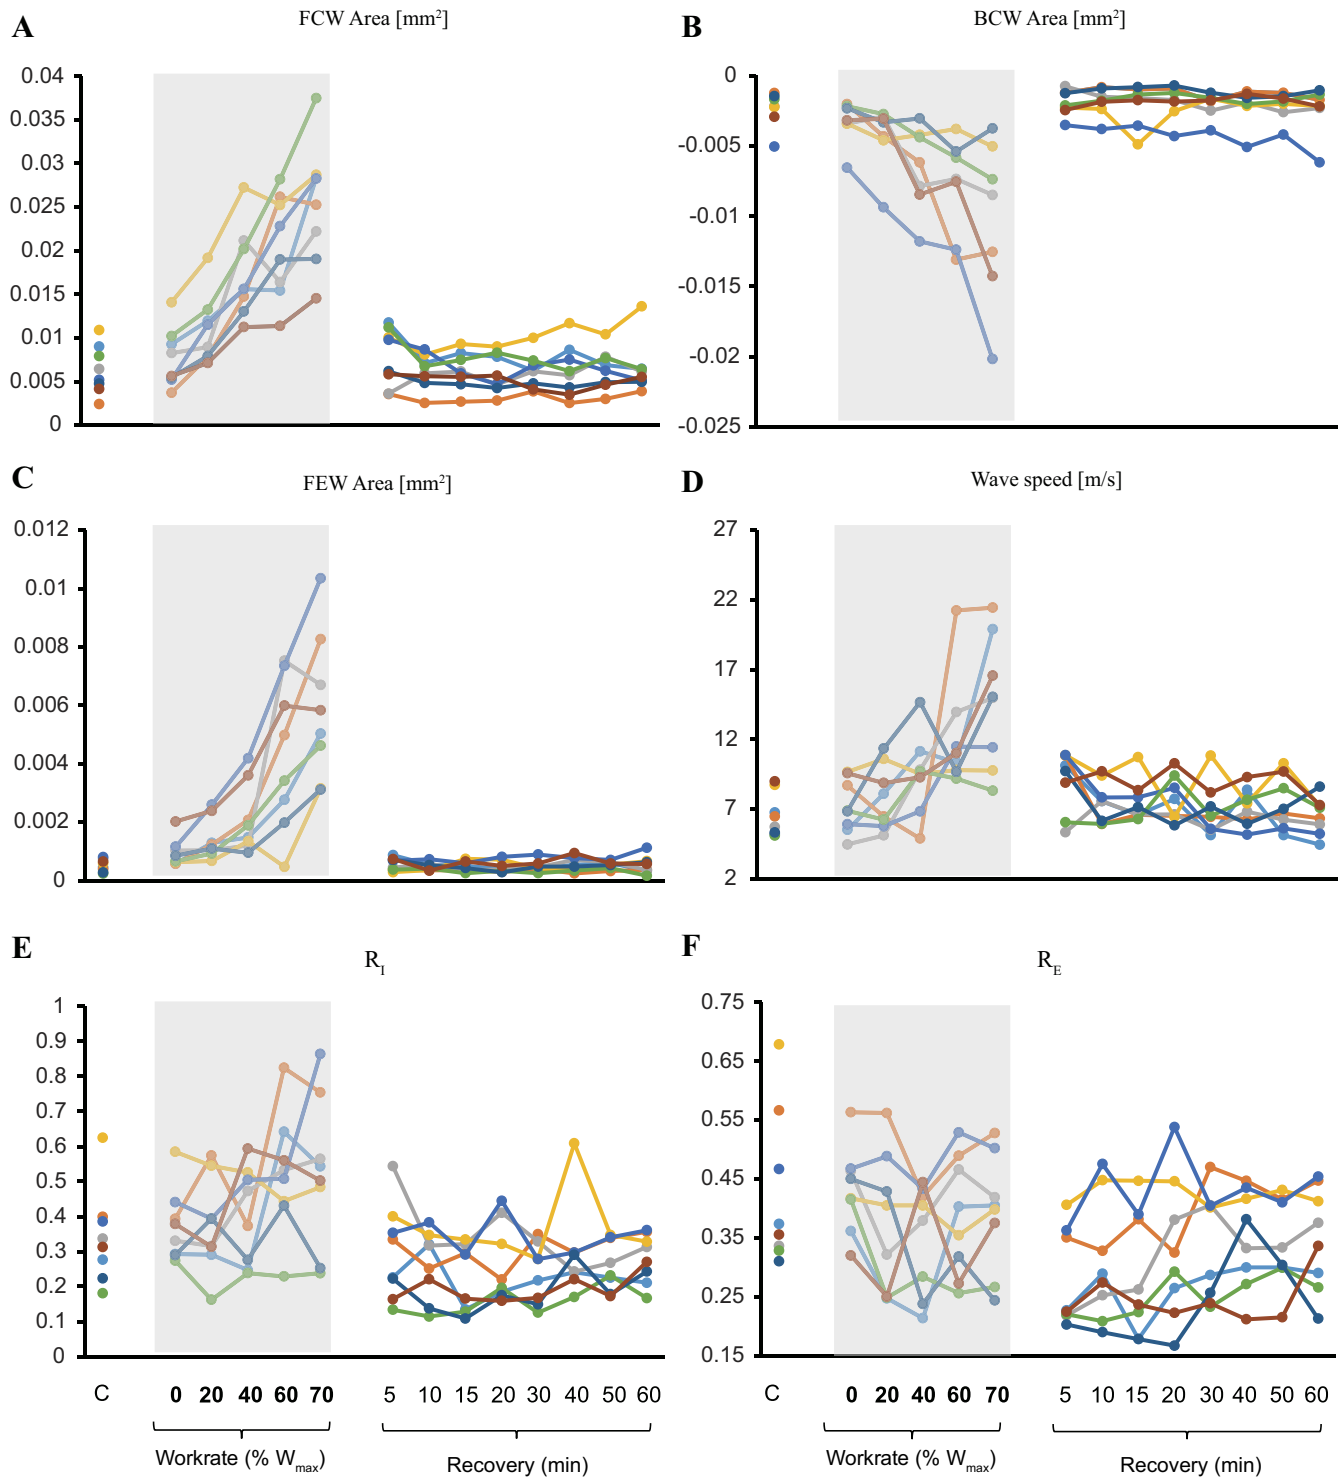 A
FCW Area [mm²]
B
BCW Area [mm²]
0.04
0.035
0.03
0.025
0.02
0.015
0.01
0.005
0
0
-0.005
-0.01
-0.015
-0.02
-0.025
C
FEW Area [mm²]
D
Wave speed [m/s]
0.012
0.01
0.008
0.006
0.004
0.002
0
27
22
17
12
7
2
E
R_I
F
R_E
1
0.9
0.8
0.7
0.6
0.5
0.4
0.3
0.2
0.1
0
0.75
0.65
0.55
0.45
0.35
0.25
0.15
C 0 20 40 60 70 5 10 15 20 30 40 50 60
Workrate (% W_max) Recovery (min)
C 0 20 40 60 70 5 10 15 20 30 40 50 60
Workrate (% W_max) Recovery (min)